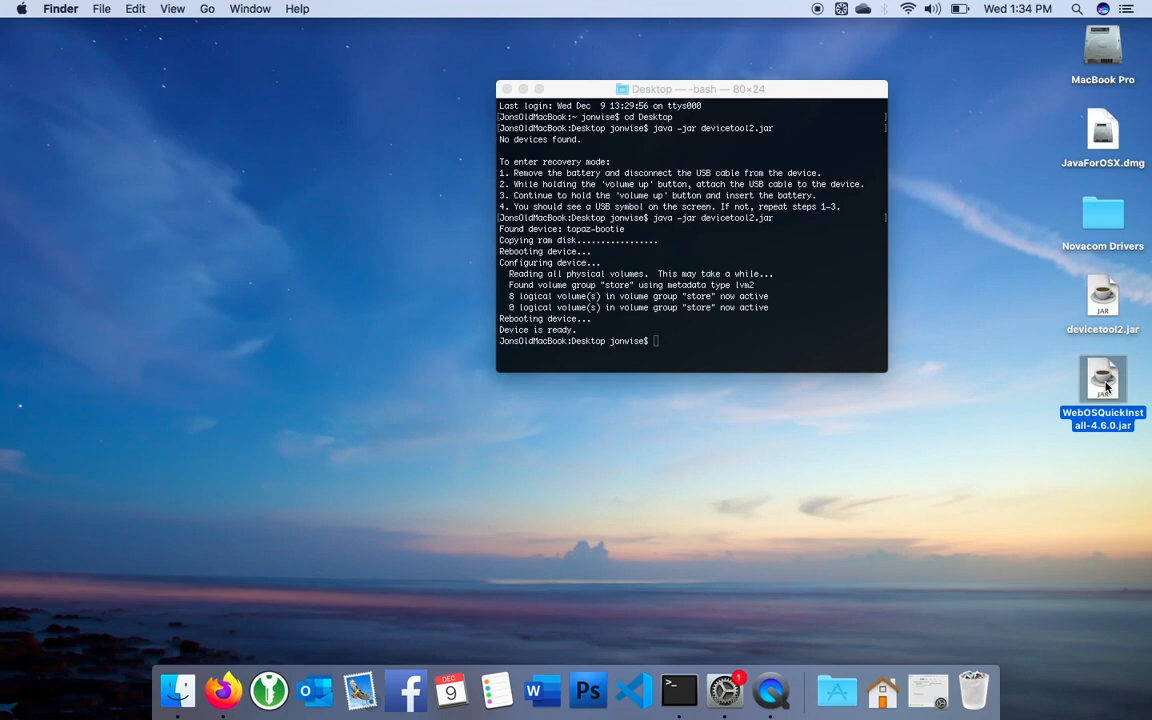 Finder File Edit View Go Window Help
Wed 1:34 PM
MacBook Pro
JavaForOSX.dmg
Novacom Drivers
JAR
devicetool2.jar
JAR
WebOSQuickInst
all-4.6.0.jar
Desktop — -bash — 80×24
Last login: Wed Dec  9 13:29:56 on ttys000
[JonsOldMacBook:~ jonwise$ cd Desktop ]
[JonsOldMacBook:Desktop jonwise$ java -jar devicetool2.jar ]
No devices found.
To enter recovery mode:
1. Remove the battery and disconnect the USB cable from the device.
2. While holding the 'volume up' button, attach the USB cable to the device.
3. Continue to hold the 'volume up' button and insert the battery.
4. You should see a USB symbol on the screen. If not, repeat steps 1-3.
[JonsOldMacBook:Desktop jonwise$ java -jar devicetool2.jar ]
Found device: topaz-bootie
Copying ram disk................
Rebooting device...
Configuring device...
  Reading all physical volumes.  This may take a while...
  Found volume group "store" using metadata type lvm2
  8 logical volume(s) in volume group "store" now active
  0 logical volume(s) in volume group "store" now active
Rebooting device...
Device is ready.
JonsOldMacBook:Desktop jonwise$
DEC
9
W
Ps
>_
1